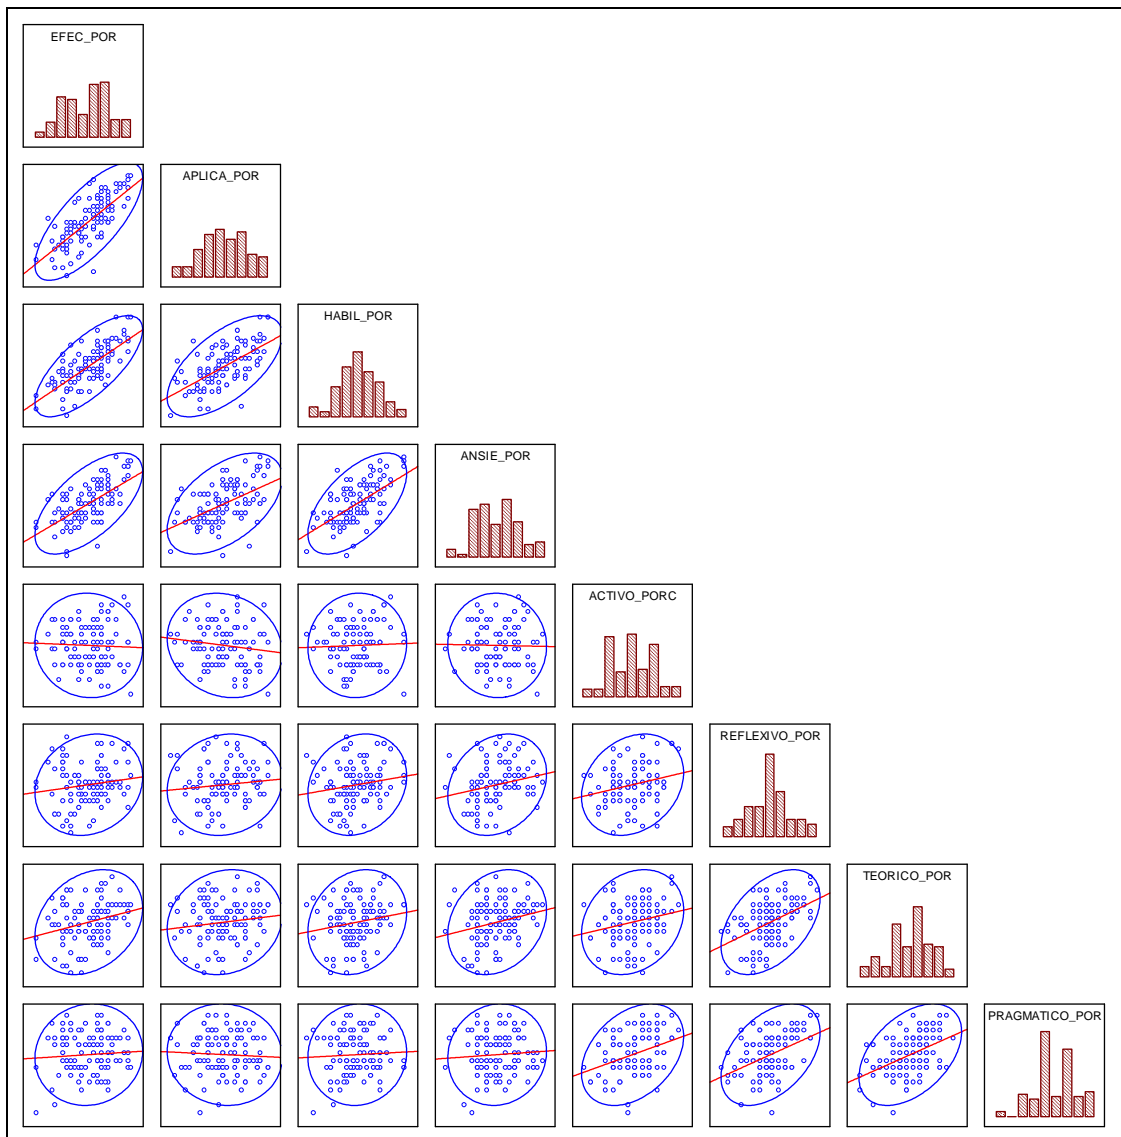 EFEC_POR
APLICA_POR
HABIL_POR
ANSIE_POR
ACTIVO_PORC
REFLEXIVO_POR
TEORICO_POR
PRAGMATICO_POR